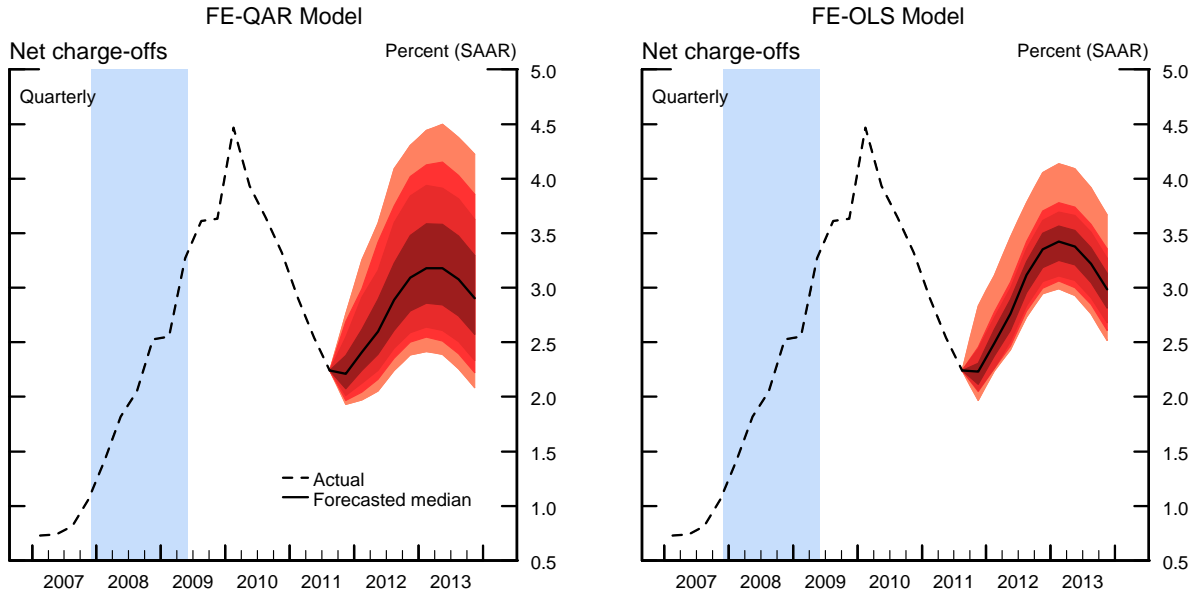 FE-QAR Model
Net charge-offs
Percent (SAAR)
Quarterly
5.0
4.5
4.0
3.5
3.0
2.5
2.0
1.5
1.0
0.5
Actual
Forecasted median
2007 2008 2009 2010 2011 2012 2013
FE-OLS Model
Net charge-offs
Percent (SAAR)
Quarterly
5.0
4.5
4.0
3.5
3.0
2.5
2.0
1.5
1.0
0.5
2007 2008 2009 2010 2011 2012 2013